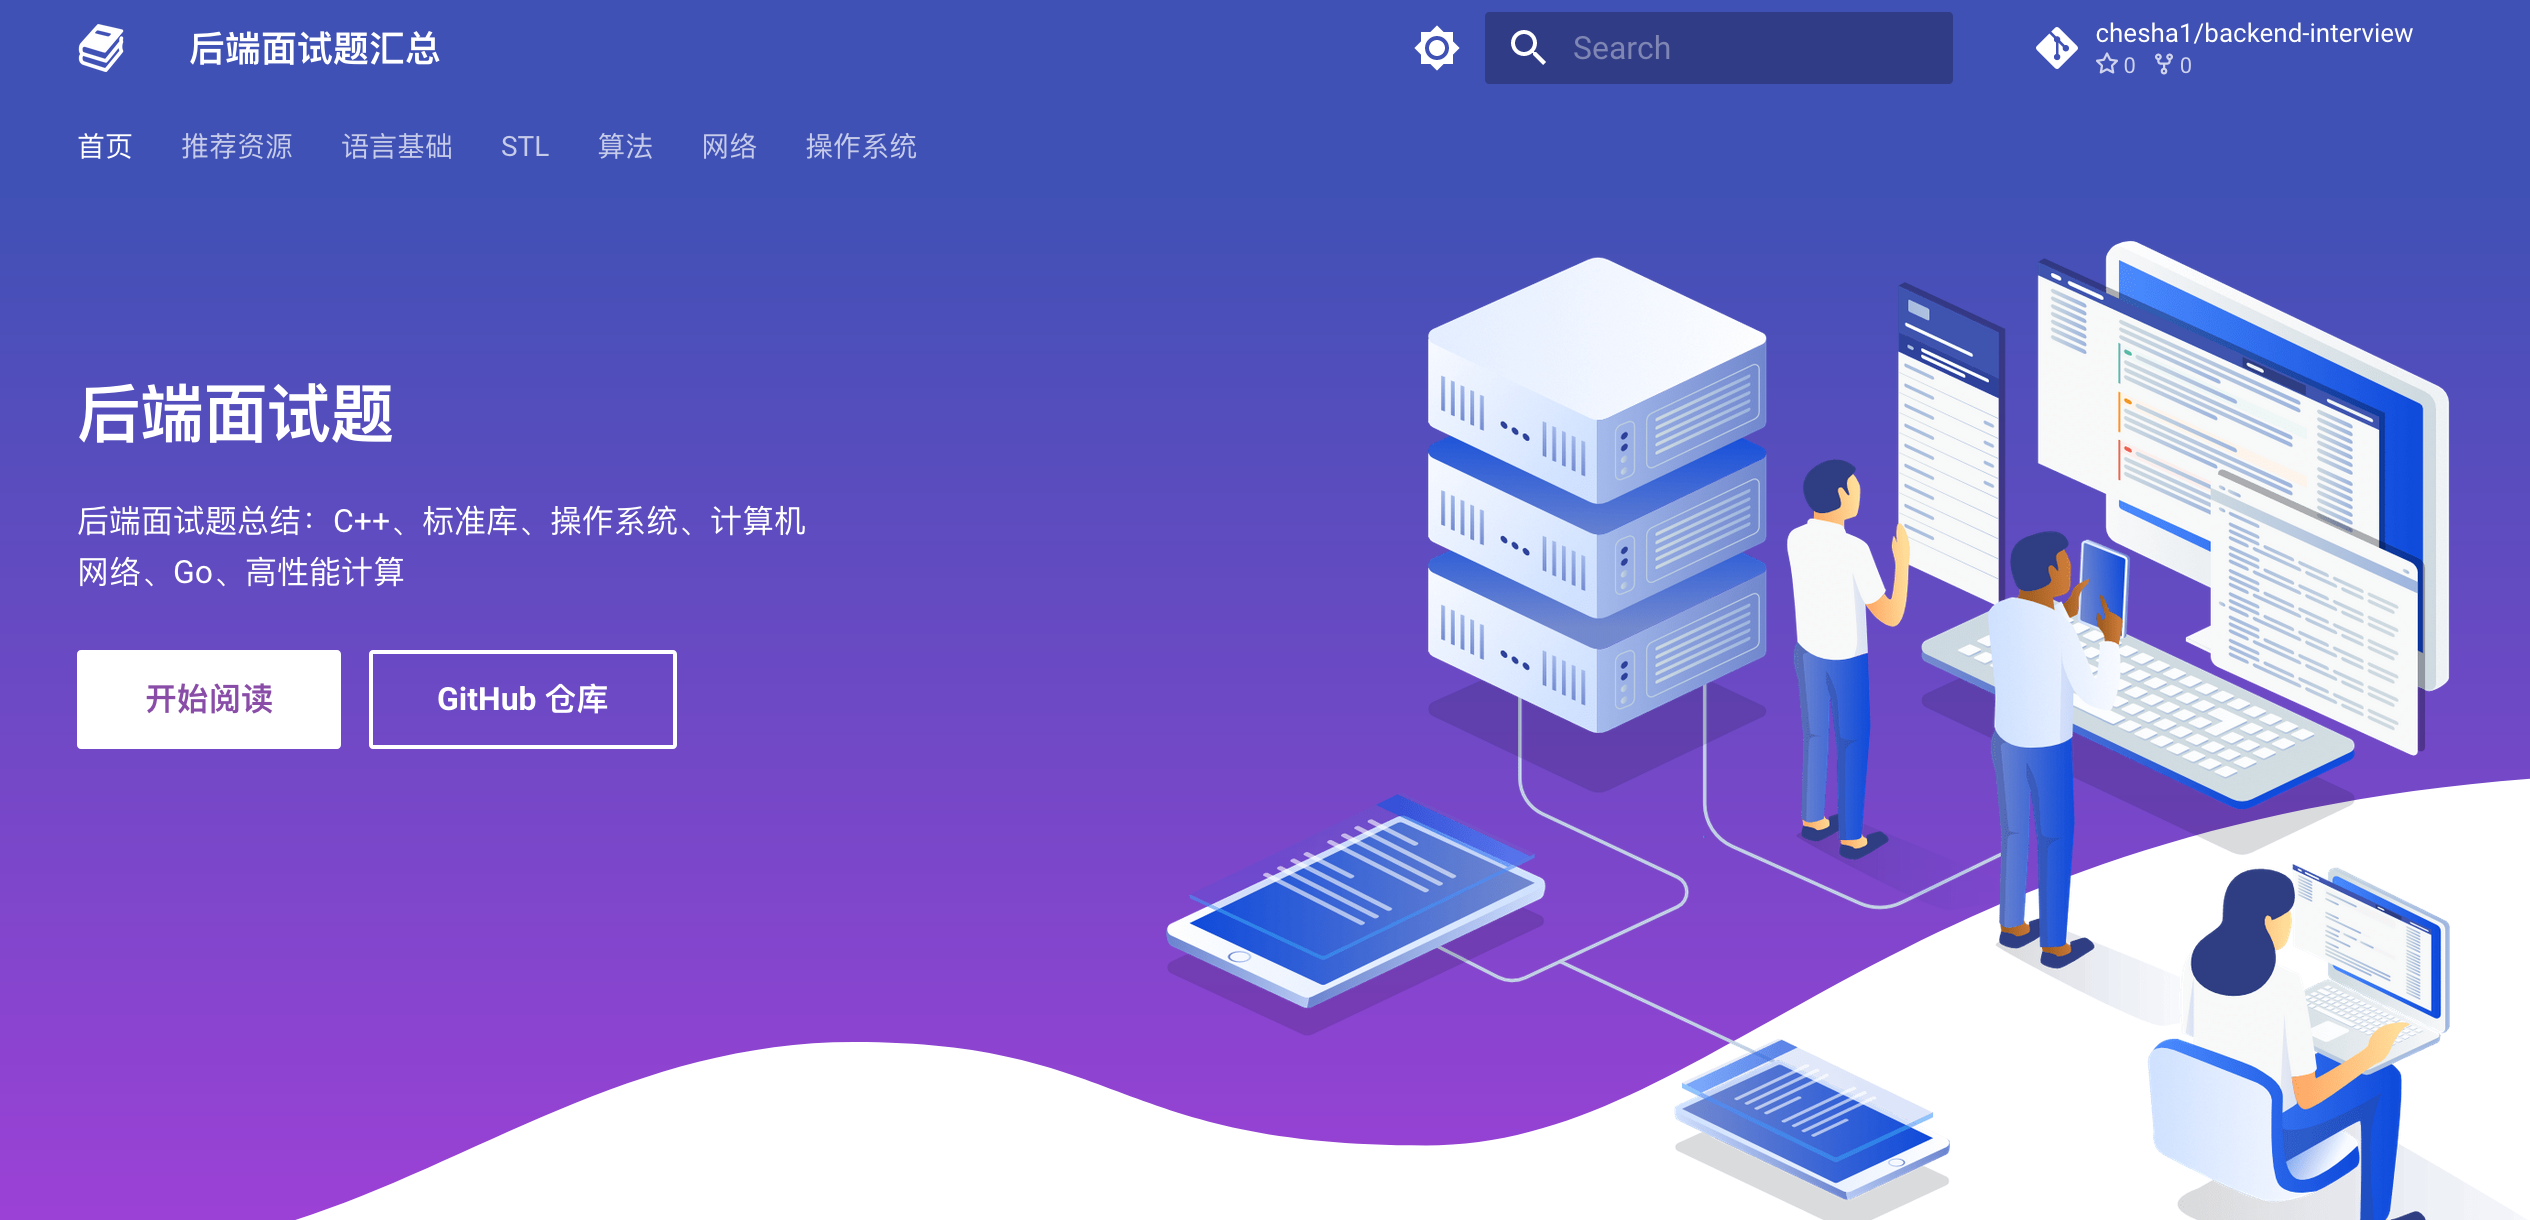 后端面试题汇总
Search
chesha1/backend-interview
0 0
首页 推荐资源 语言基础 STL 算法 网络 操作系统
后端面试题
后端面试题总结：C++、标准库、操作系统、计算机
网络、Go、高性能计算
开始阅读 GitHub 仓库